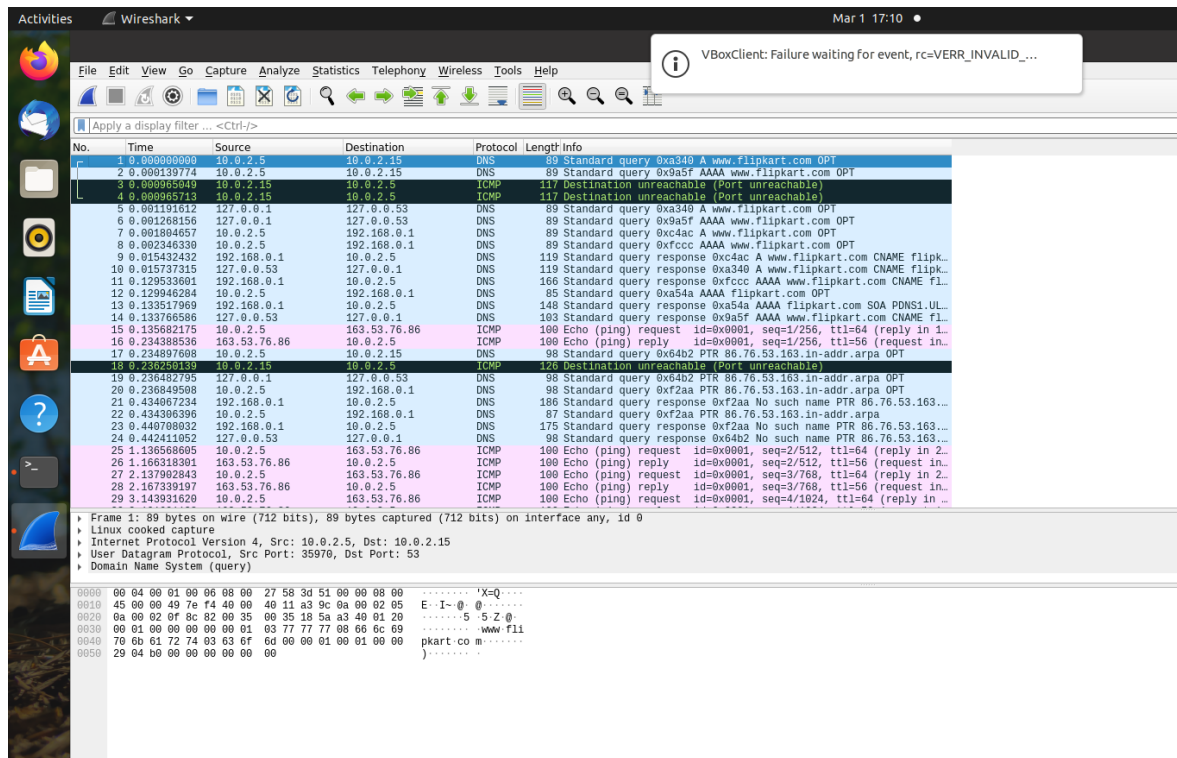 Activities Wireshark Mar 1 17:10
VBoxClient: Failure waiting for event, rc=VERR_INVALID_...
File Edit View Go Capture Analyze Statistics Telephony Wireless Tools Help
Apply a display filter ... <Ctrl-/>
No. Time Source Destination Protocol Length Info
1 0.000000000 10.0.2.5 10.0.2.15 DNS 89 Standard query 0xa340 A www.flipkart.com OPT
2 0.000139774 10.0.2.5 10.0.2.15 DNS 89 Standard query 0x9a5f AAAA www.flipkart.com OPT
3 0.000965049 10.0.2.15 10.0.2.5 ICMP 117 Destination unreachable (Port unreachable)
4 0.000965713 10.0.2.15 10.0.2.5 ICMP 117 Destination unreachable (Port unreachable)
5 0.001191612 127.0.0.1 127.0.0.53 DNS 89 Standard query 0xa340 A www.flipkart.com OPT
6 0.001268156 127.0.0.1 127.0.0.53 DNS 89 Standard query 0x9a5f AAAA www.flipkart.com OPT
7 0.001804657 10.0.2.5 192.168.0.1 DNS 89 Standard query 0xc4ac A www.flipkart.com OPT
8 0.002346330 10.0.2.5 192.168.0.1 DNS 89 Standard query 0xfccc AAAA www.flipkart.com OPT
9 0.015432432 192.168.0.1 10.0.2.5 DNS 119 Standard query response 0xc4ac A www.flipkart.com CNAME flipk…
10 0.015737315 127.0.0.53 127.0.0.1 DNS 119 Standard query response 0xa340 A www.flipkart.com CNAME flipk…
11 0.129533601 192.168.0.1 10.0.2.5 DNS 166 Standard query response 0xfccc AAAA www.flipkart.com CNAME fl…
12 0.129946284 10.0.2.5 192.168.0.1 DNS 85 Standard query 0xa54a AAAA flipkart.com OPT
13 0.133517969 192.168.0.1 10.0.2.5 DNS 148 Standard query response 0xa54a AAAA flipkart.com SOA PDNS1.UL…
14 0.133766586 127.0.0.53 127.0.0.1 DNS 103 Standard query response 0x9a5f AAAA www.flipkart.com CNAME fl…
15 0.135682175 10.0.2.5 163.53.76.86 ICMP 100 Echo (ping) request id=0x0001, seq=1/256, ttl=64 (reply in 1…
16 0.234388536 163.53.76.86 10.0.2.5 ICMP 100 Echo (ping) reply id=0x0001, seq=1/256, ttl=56 (request in…
17 0.234897608 10.0.2.5 10.0.2.15 DNS 98 Standard query 0x64b2 PTR 86.76.53.163.in-addr.arpa OPT
18 0.236250139 10.0.2.15 10.0.2.5 ICMP 126 Destination unreachable (Port unreachable)
19 0.236482795 127.0.0.1 127.0.0.53 DNS 98 Standard query 0x64b2 PTR 86.76.53.163.in-addr.arpa OPT
20 0.236849508 10.0.2.5 192.168.0.1 DNS 98 Standard query 0xf2aa PTR 86.76.53.163.in-addr.arpa OPT
21 0.434067234 192.168.0.1 10.0.2.5 DNS 186 Standard query response 0xf2aa No such name PTR 86.76.53.163.…
22 0.434306396 10.0.2.5 192.168.0.1 DNS 87 Standard query 0xf2aa PTR 86.76.53.163.in-addr.arpa
23 0.440708032 192.168.0.1 10.0.2.5 DNS 175 Standard query response 0xf2aa No such name PTR 86.76.53.163.…
24 0.442411052 127.0.0.53 127.0.0.1 DNS 98 Standard query response 0x64b2 No such name PTR 86.76.53.163.…
25 1.136568605 10.0.2.5 163.53.76.86 ICMP 100 Echo (ping) request id=0x0001, seq=2/512, ttl=64 (reply in 2…
26 1.166318301 163.53.76.86 10.0.2.5 ICMP 100 Echo (ping) reply id=0x0001, seq=2/512, ttl=56 (request in…
27 2.137902843 10.0.2.5 163.53.76.86 ICMP 100 Echo (ping) request id=0x0001, seq=3/768, ttl=64 (reply in 2…
28 2.167339197 163.53.76.86 10.0.2.5 ICMP 100 Echo (ping) reply id=0x0001, seq=3/768, ttl=56 (request in…
29 3.143931620 10.0.2.5 163.53.76.86 ICMP 100 Echo (ping) request id=0x0001, seq=4/1024, ttl=64 (reply in …
Frame 1: 89 bytes on wire (712 bits), 89 bytes captured (712 bits) on interface any, id 0
Linux cooked capture
Internet Protocol Version 4, Src: 10.0.2.5, Dst: 10.0.2.15
User Datagram Protocol, Src Port: 35970, Dst Port: 53
Domain Name System (query)
0000 00 04 00 01 00 06 08 00 27 58 3d 51 00 00 08 00 ········ 'X=Q····
0010 45 00 00 49 7e f4 40 00 40 11 a3 9c 0a 00 02 05 E··I~·@· @·······
0020 0a 00 02 0f 8c 82 00 35 00 35 18 5a a3 40 01 20 ·······5 ·5·Z·@·
0030 00 01 00 00 00 00 00 01 03 77 77 77 08 66 6c 69 ········ ·www·fli
0040 70 6b 61 72 74 03 63 6f 6d 00 00 01 00 01 00 00 pkart·co m·······
0050 29 04 b0 00 00 00 00 00 00 )······· ·